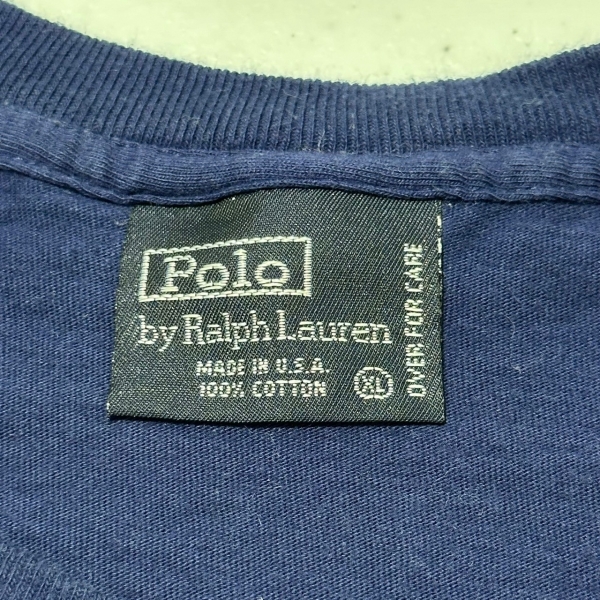 Polo
by Ralph Lauren
MADE IN U.S.A.
100% COTTON
XL
OVER FOR CARE